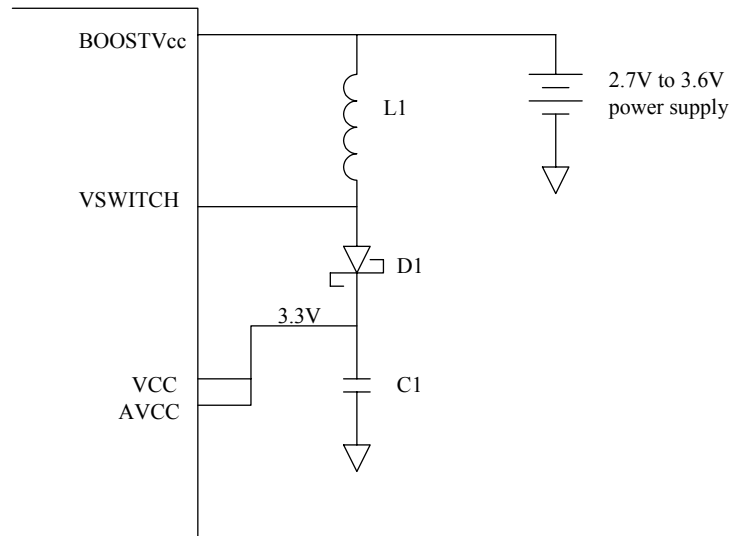 BOOSTVcc
2.7V to 3.6V
power supply
L1
VSWITCH
D1
3.3V
VCC
C1
AVCC